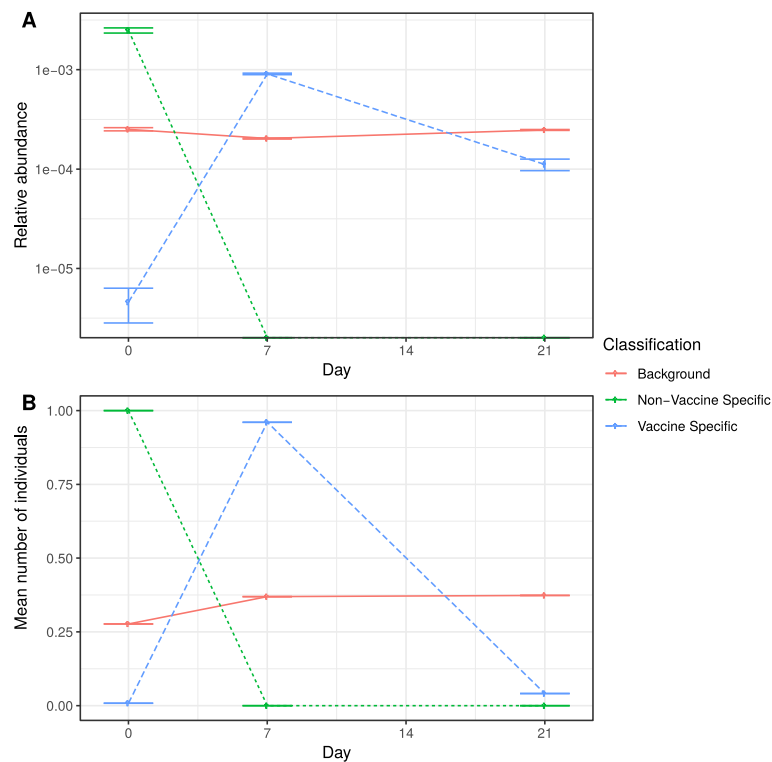 A
Relative abundance
1e−03
1e−04
1e−05
0 7 14 21
Day
Classification
Background
Non−Vaccine Specific
Vaccine Specific
B
Mean number of individuals
1.00
0.75
0.50
0.25
0.00
0 7 14 21
Day